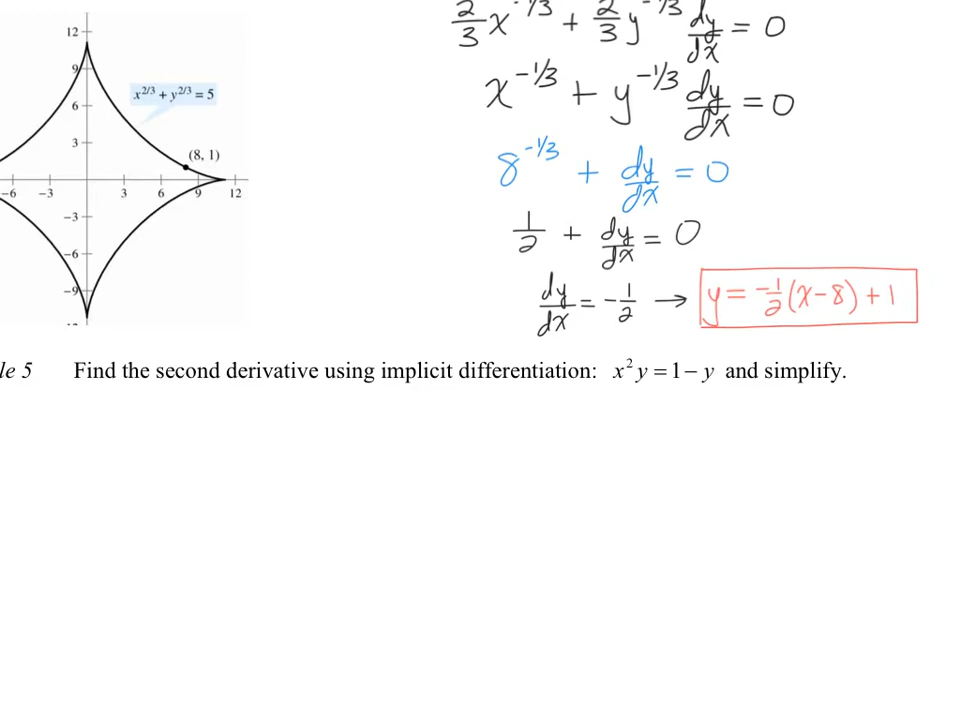 2/3 x^-1/3 + 2/3 y^-1/3 dy/dx = 0
x^-1/3 + y^-1/3 dy/dx = 0
8^-1/3 + dy/dx = 0
1/2 + dy/dx = 0
dy/dx = -1/2 → y = -1/2 (x-8) + 1
12
9
6
3
x^2/3 + y^2/3 = 5
(8, 1)
−6 −3 3 6 9 12
−3
−6
−9
le 5 Find the second derivative using implicit differentiation: x² y = 1 − y and simplify.